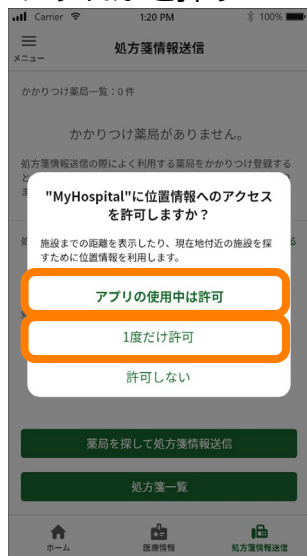 Carrier
1:20 PM
100%
メニュー
処方箋情報送信
かかりつけ薬局一覧：0件
かかりつけ薬局がありません。
処方箋情報送信の際によく利用する薬局をかかりつけ登録する
と
"MyHospital"に位置情報へのアクセス
を許可しますか？
施設までの距離を表示したり、現在地付近の施設を探
すために位置情報を利用します。
アプリの使用中は許可
1度だけ許可
許可しない
薬局を探して処方箋情報送信
処方箋一覧
ホーム
医療情報
処方箋情報送信